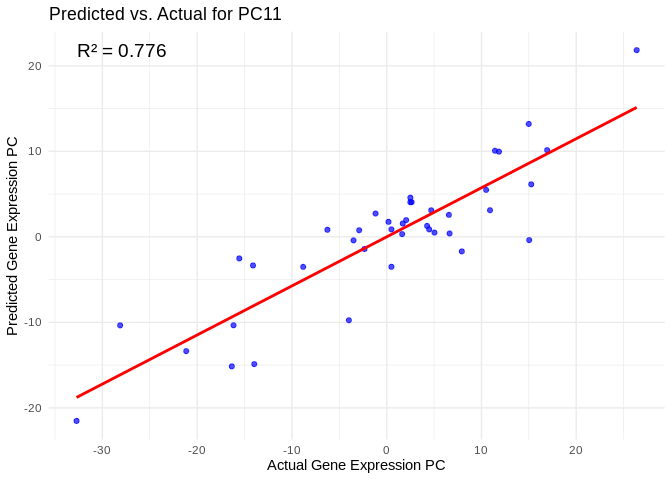 Predicted vs. Actual for PC11
R² = 0.776
Predicted Gene Expression PC
20
10
0
-10
-20
-30
-20
-10
0
10
20
Actual Gene Expression PC